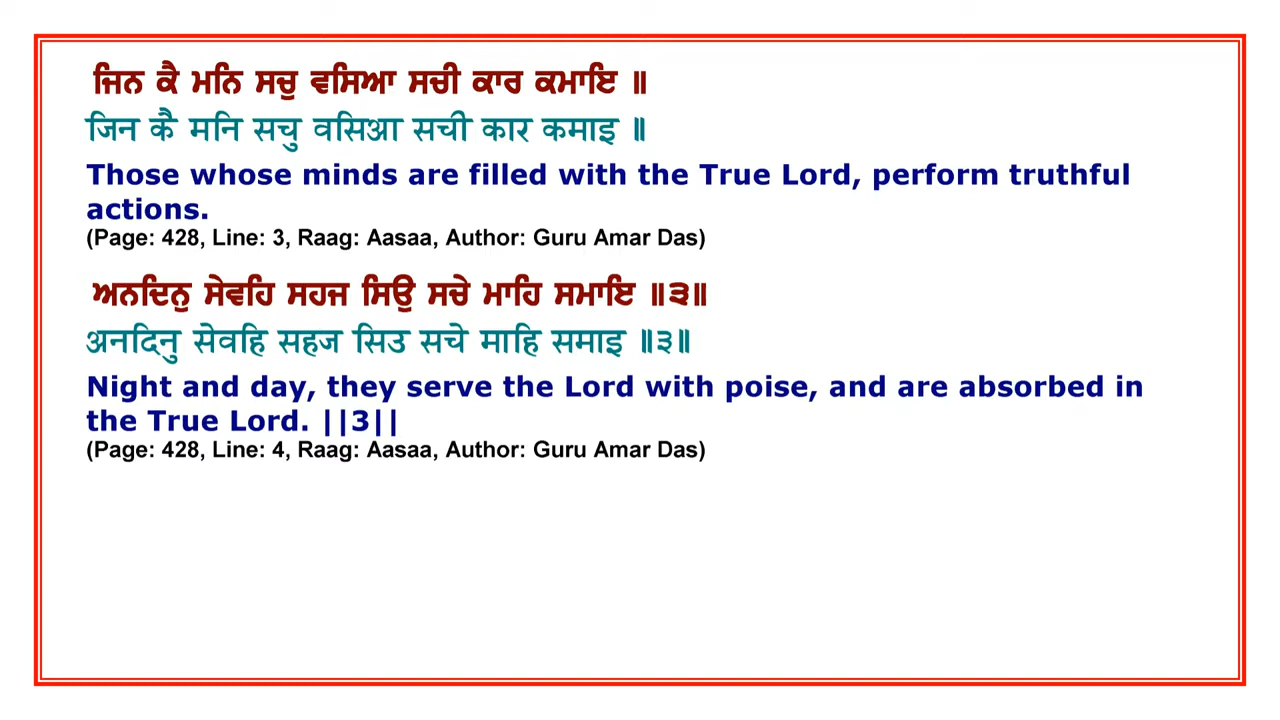 ਜਿਨ ਕੈ ਮਨਿ ਸਚੁ ਵਸਿਆ ਸਚੀ ਕਾਰ ਕਮਾਇ ॥
जिन कै मनि सचु वसिआ सची कार कमाइ ॥
Those whose minds are filled with the True Lord, perform truthful
actions.
(Page: 428, Line: 3, Raag: Aasaa, Author: Guru Amar Das)
ਅਨਦਿਨੁ ਸੇਵਹਿ ਸਹਜ ਸਿਉ ਸਚੇ ਮਾਹਿ ਸਮਾਇ ॥੩॥
अनदिनु सेवहि सहज सिउ सचे माहि समाइ ॥३॥
Night and day, they serve the Lord with poise, and are absorbed in
the True Lord. ||3||
(Page: 428, Line: 4, Raag: Aasaa, Author: Guru Amar Das)